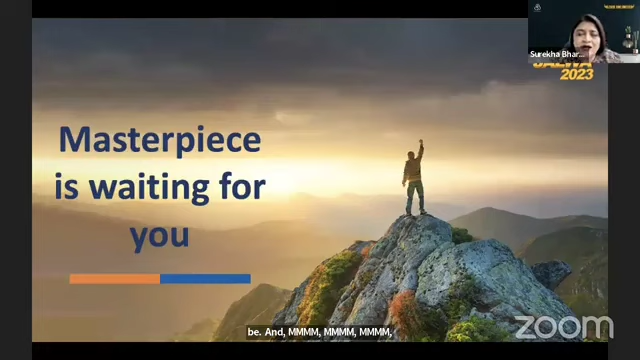 Masterpiece
is waiting for
you
Surekha Bhar...
2023
be. And, MMMM, MMMM, MMMM,
zoom